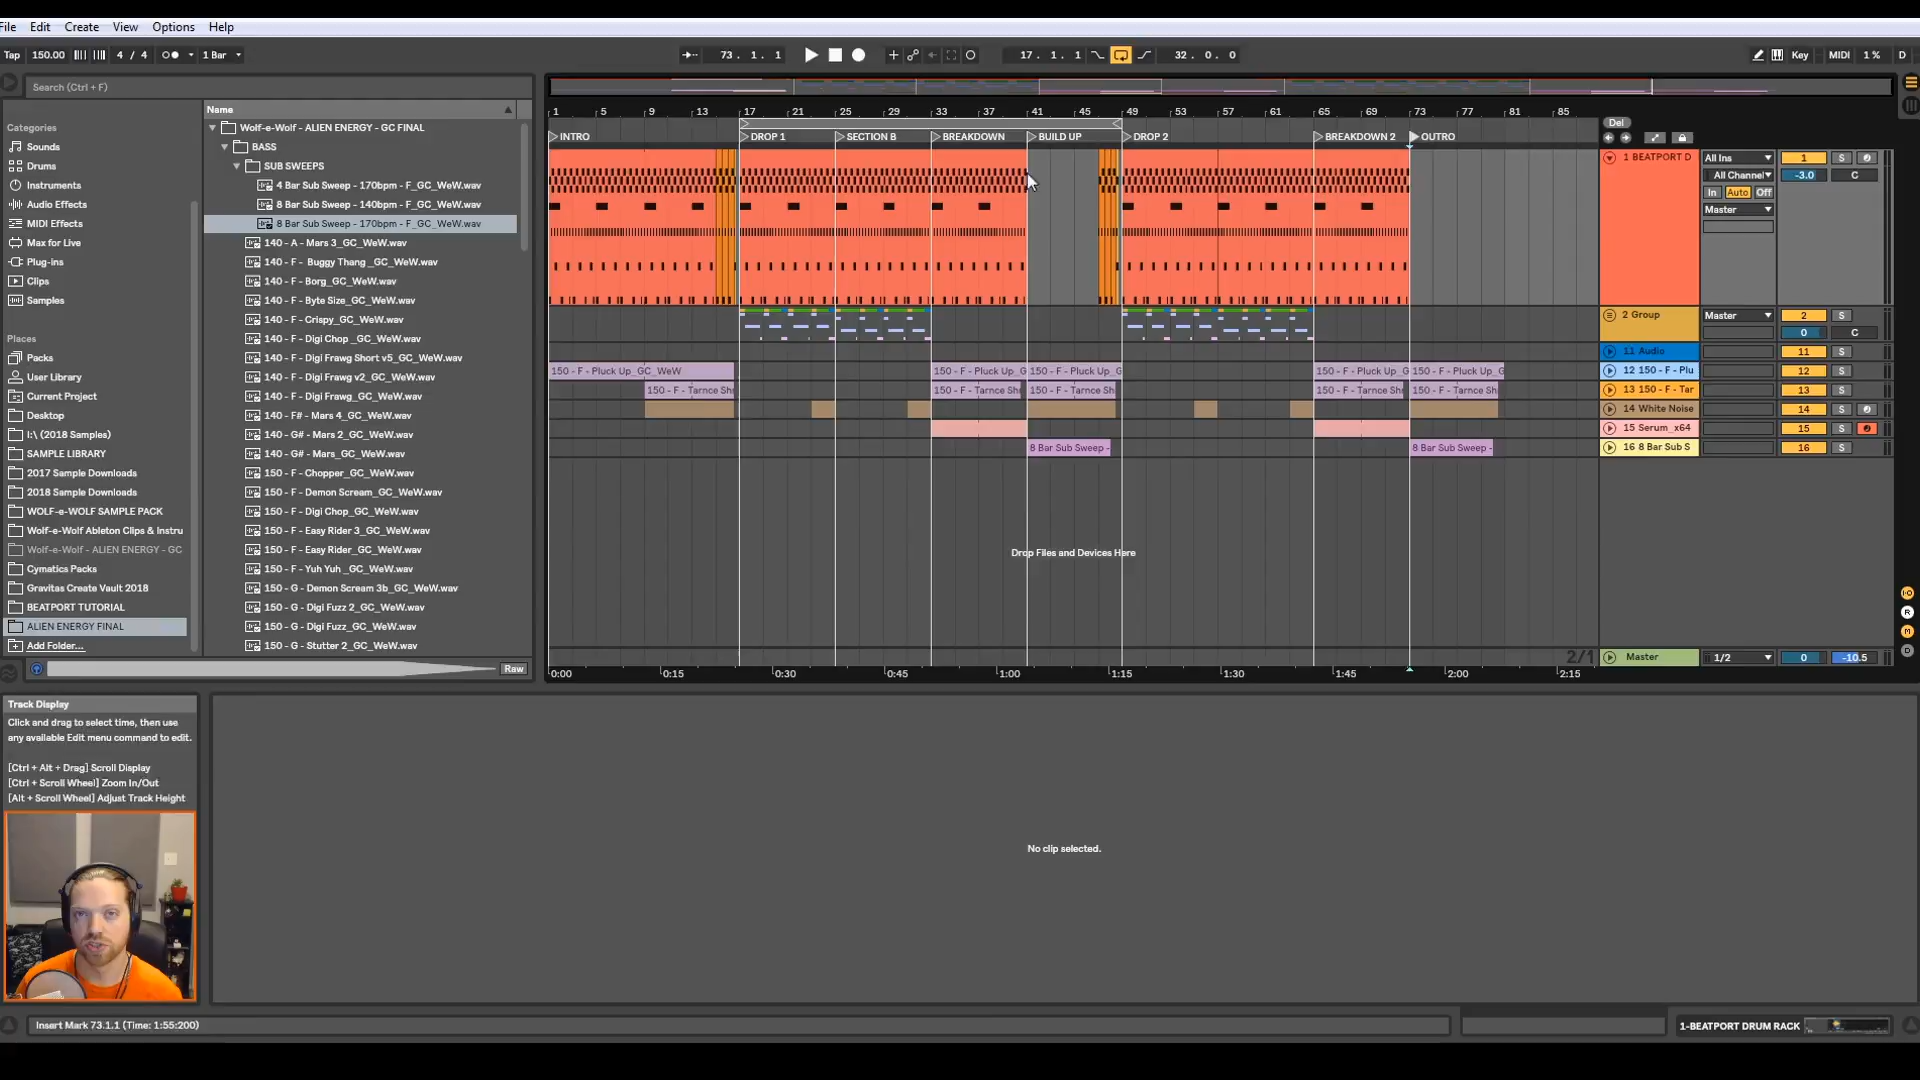 File Edit Create View Options Help
Tap 150.00 4 / 4 1 Bar 73. 1. 1 17. 1. 1 32. 0. 0 Key MIDI 1 % D
Search (Ctrl + F)
Categories
Sounds
Drums
Instruments
Audio Effects
MIDI Effects
Max for Live
Plug-ins
Clips
Samples
Places
Packs
User Library
Current Project
Desktop
I:\ (2018 Samples)
SAMPLE LIBRARY
2017 Sample Downloads
2018 Sample Downloads
WOLF-e-WOLF SAMPLE PACK
Wolf-e-Wolf Ableton Clips & Instru
Wolf-e-Wolf - ALIEN ENERGY - GC
Cymatics Packs
Gravitas Create Vault 2018
BEATPORT TUTORIAL
ALIEN ENERGY FINAL
Add Folder...
Name
Wolf-e-Wolf - ALIEN ENERGY - GC FINAL
BASS
SUB SWEEPS
4 Bar Sub Sweep - 170bpm - F_GC_WeW.wav
8 Bar Sub Sweep - 140bpm - F_GC_WeW.wav
8 Bar Sub Sweep - 170bpm - F_GC_WeW.wav
140 - A - Mars 3_GC_WeW.wav
140 - F - Buggy Thang _GC_WeW.wav
140 - F - Borg_GC_WeW.wav
140 - F - Byte Size_GC_WeW.wav
140 - F - Crispy_GC_WeW.wav
140 - F - Digi Chop _GC_WeW.wav
140 - F - Digi Frawg Short v5_GC_WeW.wav
140 - F - Digi Frawg v2_GC_WeW.wav
140 - F - Digi Frawg_GC_WeW.wav
140 - F# - Mars 4_GC_WeW.wav
140 - G# - Mars 2_GC_WeW.wav
140 - G# - Mars_GC_WeW.wav
150 - F - Chopper_GC_WeW.wav
150 - F - Demon Scream_GC_WeW.wav
150 - F - Digi Chop_GC_WeW.wav
150 - F - Easy Rider 3_GC_WeW.wav
150 - F - Easy Rider_GC_WeW.wav
150 - F - Yuh Yuh _GC_WeW.wav
150 - G - Demon Scream 3b_GC_WeW.wav
150 - G - Digi Fuzz 2_GC_WeW.wav
150 - G - Digi Fuzz_GC_WeW.wav
150 - G - Stutter 2_GC_WeW.wav
Raw
1 5 9 13 17 21 25 29 33 37 41 45 49 53 57 61 65 69 73 77 81 85
INTRO DROP 1 SECTION B BREAKDOWN BUILD UP DROP 2 BREAKDOWN 2 OUTRO
150 - F - Pluck Up_GC_WeW 150 - F - Pluck Up_G 150 - F - Pluck Up_G 150 - F - Pluck Up_G 150 - F - Pluck Up_G
150 - F - Tarnce Sh 150 - F - Tarnce Sh 150 - F - Tarnce Sh 150 - F - Tarnce Sh 150 - F - Tarnce Sh
8 Bar Sub Sweep - 8 Bar Sub Sweep -
Drop Files and Devices Here
2/1
0:00 0:15 0:30 0:45 1:00 1:15 1:30 1:45 2:00 2:15
Del
1 BEATPORT D All Ins 1 S
All Channel -3.0 C
In Auto Off
Master
2 Group Master 2 S
0 C
11 Audio 11 S
12 150 - F - Plu 12 S
13 150 - F - Tar 13 S
14 White Noise 14 S
15 Serum_x64 15 S
16 8 Bar Sub S 16 S
Master 1/2 0 -10.5
Track Display
Click and drag to select time, then use
any available Edit menu command to edit.
[Ctrl + Alt + Drag] Scroll Display
[Ctrl + Scroll Wheel] Zoom In/Out
[Alt + Scroll Wheel] Adjust Track Height
No clip selected.
Insert Mark 73.1.1 (Time: 1:55:200)
1-BEATPORT DRUM RACK